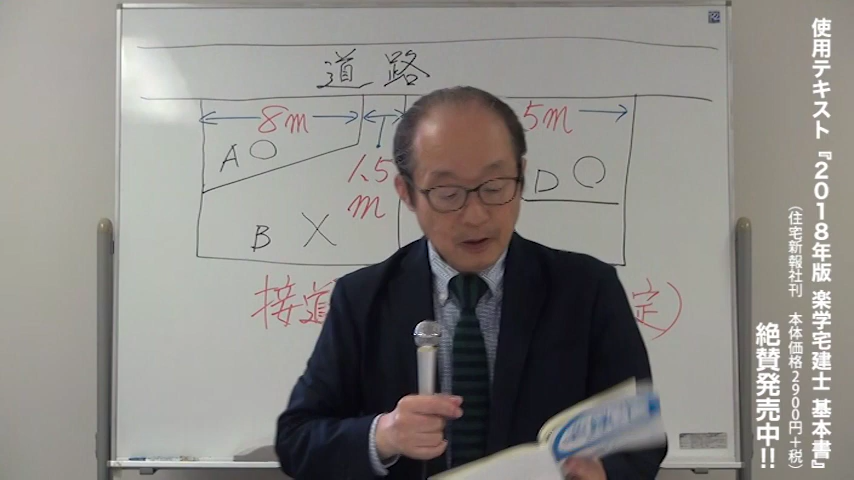 使用テキスト『2018年版 楽学宅建士 基本書』
(住宅新報社刊 本体価格2900円+税)
絶賛発売中!!
道路
8m
5m
A○
1.5
m
D○
B ×
接道
定)